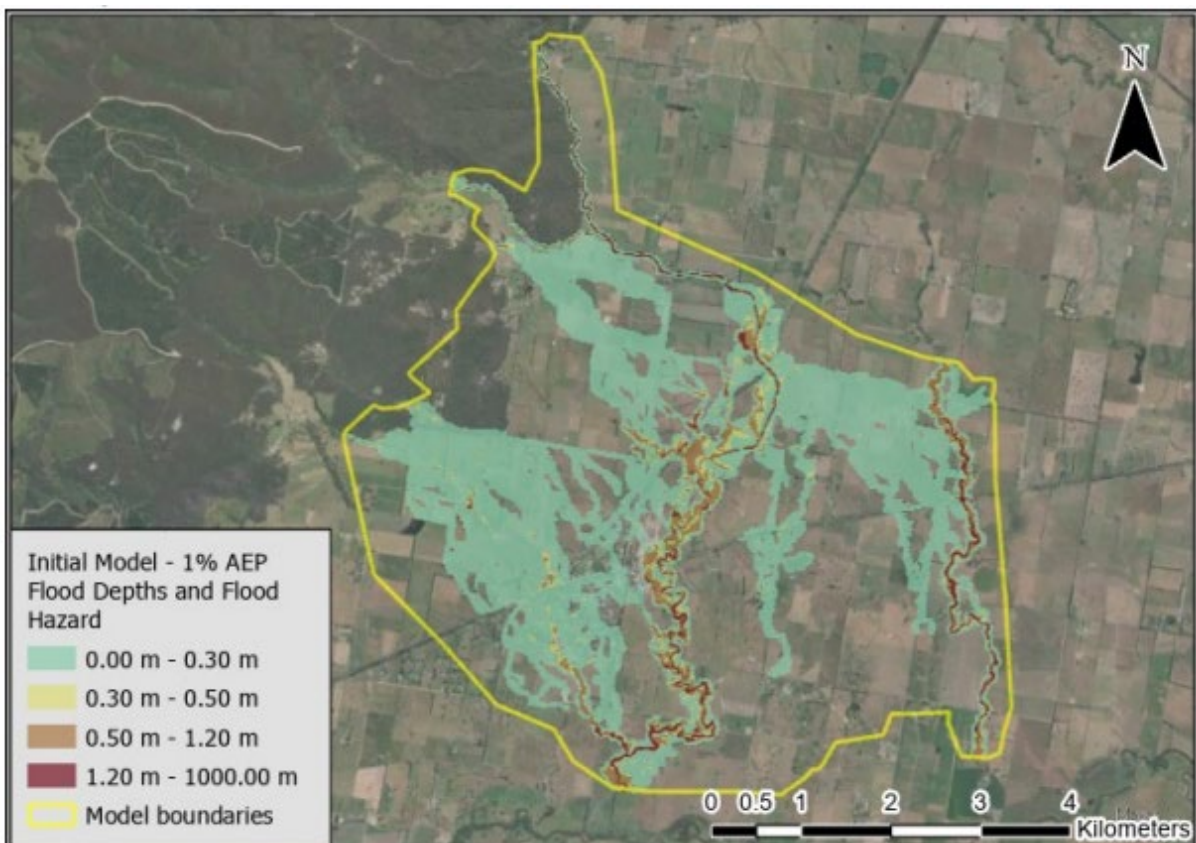 N
Initial Model - 1% AEP
Flood Depths and Flood
Hazard
0.00 m - 0.30 m
0.30 m - 0.50 m
0.50 m - 1.20 m
1.20 m - 1000.00 m
Model boundaries
0 0.5 1 2 3 4
Kilometers